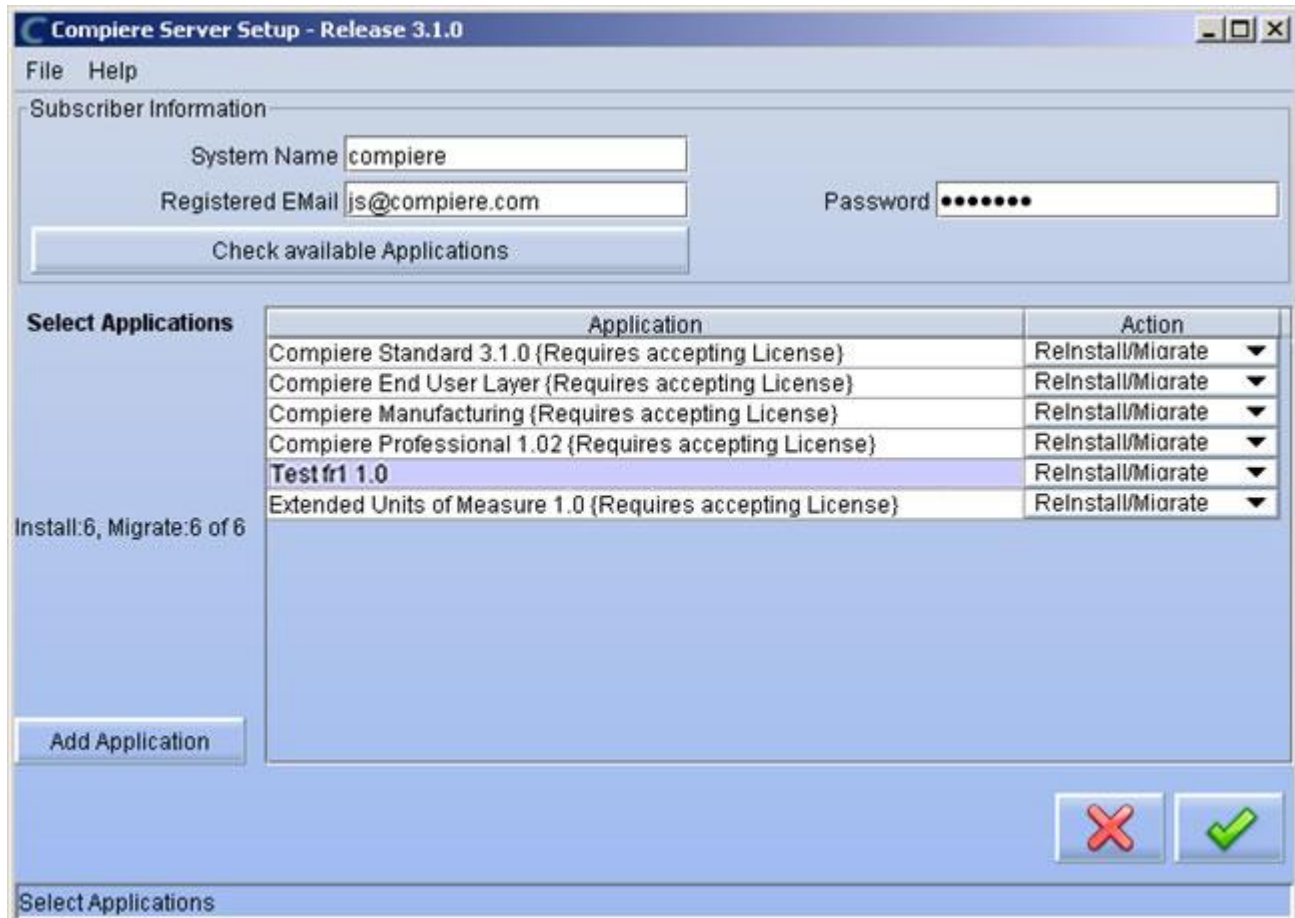 Compiere Server Setup - Release 3.1.0
File Help
Subscriber Information
System Name compiere
Registered EMail js@compiere.com Password •••••••
Check available Applications
Select Applications Application Action
Compiere Standard 3.1.0 {Requires accepting License} ReInstall/Migrate
Compiere End User Layer {Requires accepting License} ReInstall/Migrate
Compiere Manufacturing {Requires accepting License} ReInstall/Migrate
Compiere Professional 1.02 {Requires accepting License} ReInstall/Migrate
Test fr1 1.0 ReInstall/Migrate
Extended Units of Measure 1.0 {Requires accepting License} ReInstall/Migrate
Install:6, Migrate:6 of 6
Add Application
Select Applications